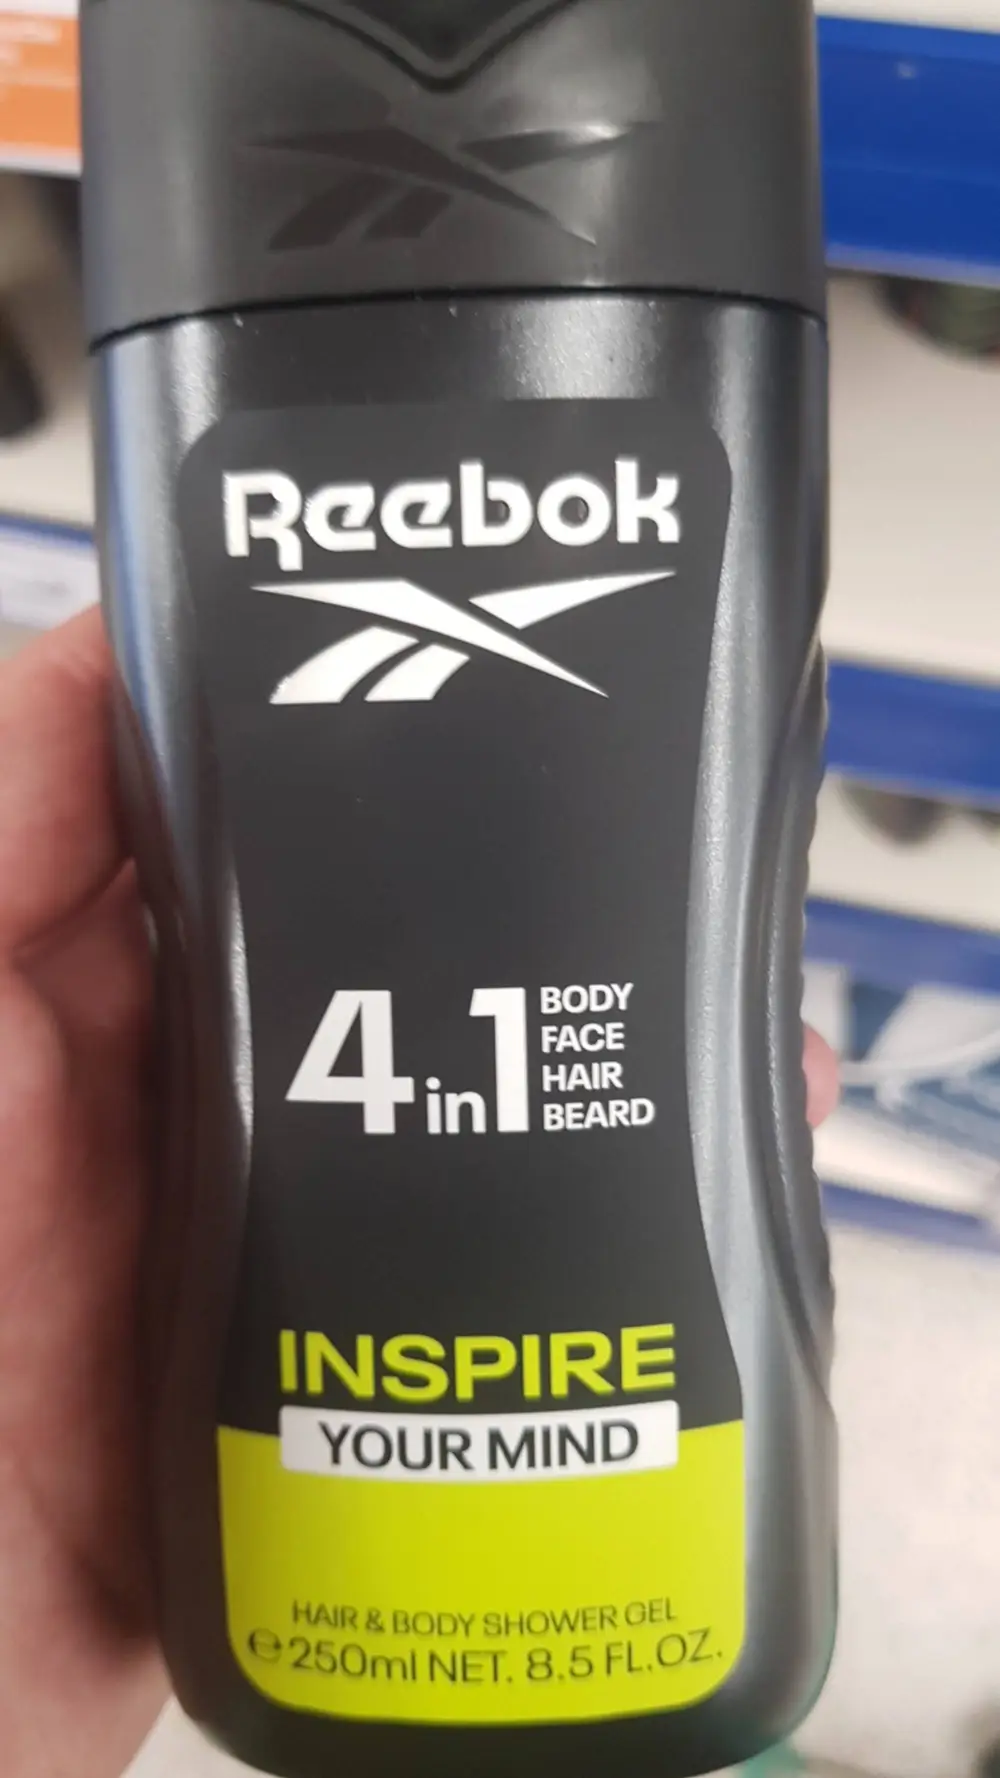 Reebok
4in1
BODY
FACE
HAIR
BEARD
INSPIRE
YOUR MIND
HAIR & BODY SHOWER GEL
℮250ml NET. 8.5 FL.OZ.